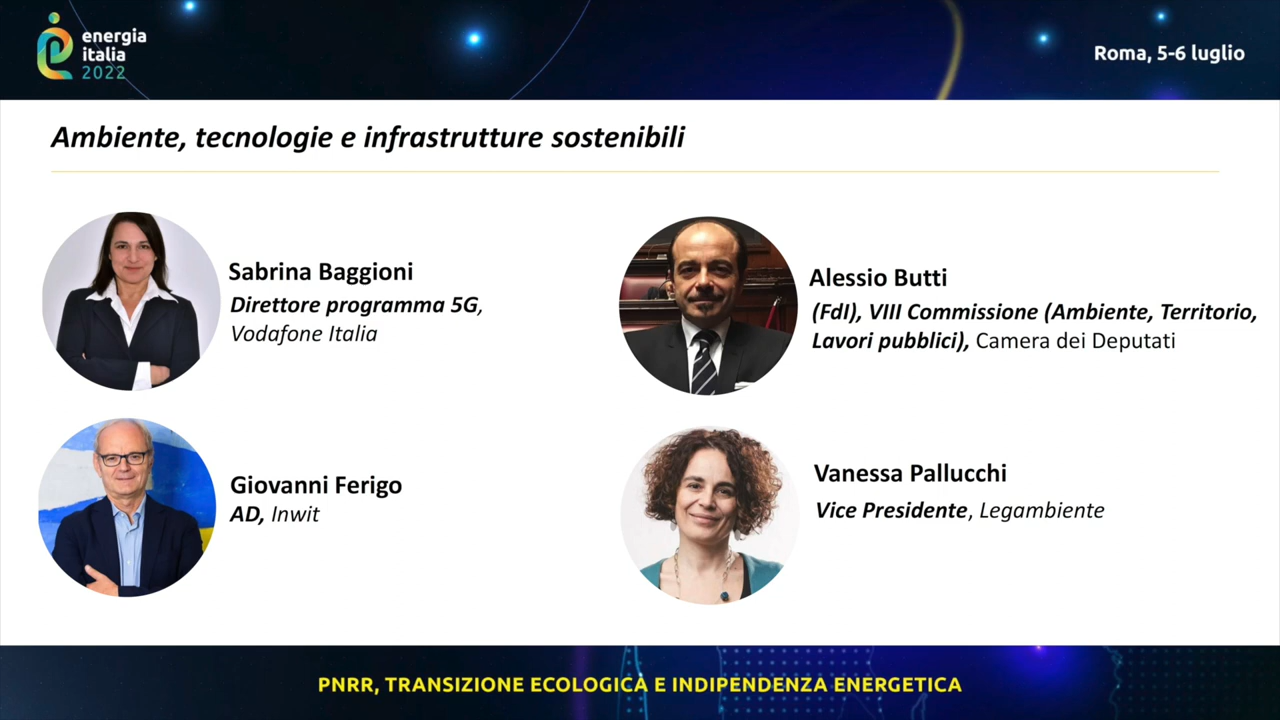 energia
italia
2022
Roma, 5-6 luglio
Ambiente, tecnologie e infrastrutture sostenibili
Sabrina Baggioni
Direttore programma 5G,
Vodafone Italia
Alessio Butti
(FdI), VIII Commissione (Ambiente, Territorio,
Lavori pubblici), Camera dei Deputati
Giovanni Ferigo
AD, Inwit
Vanessa Pallucchi
Vice Presidente, Legambiente
PNRR, TRANSIZIONE ECOLOGICA E INDIPENDENZA ENERGETICA